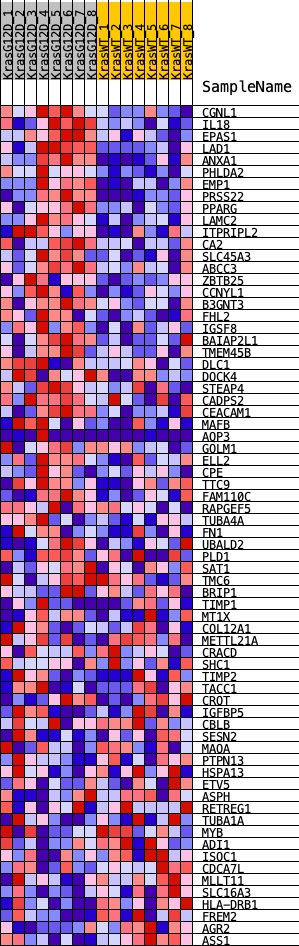 KrasG12D_1
KrasG12D_2
KrasG12D_3
KrasG12D_4
KrasG12D_5
KrasG12D_6
KrasG12D_7
KrasG12D_8
KrasWT_1
KrasWT_2
KrasWT_3
KrasWT_4
KrasWT_5
KrasWT_6
KrasWT_7
KrasWT_8
SampleName
CGNL1
IL18
EPAS1
LAD1
ANXA1
PHLDA2
EMP1
PRSS22
PPARG
LAMC2
ITPRIPL2
CA2
SLC45A3
ABCC3
ZBTB25
CCNYL1
B3GNT3
FHL2
IGSF8
BAIAP2L1
TMEM45B
DLC1
DOCK4
STEAP4
CADPS2
CEACAM1
MAFB
AQP3
GOLM1
ELL2
CPE
TTC9
FAM110C
RAPGEF5
TUBA4A
FN1
UBALD2
PLD1
SAT1
TMC6
BRIP1
TIMP1
MT1X
COL12A1
METTL21A
CRACD
SHC1
TIMP2
TACC1
CROT
IGFBP5
CBLB
SESN2
MAOA
PTPN13
HSPA13
ETV5
ASPH
RETREG1
TUBA1A
MYB
ADI1
ISOC1
CDCA7L
MLLT11
SLC16A3
HLA-DRB1
FREM2
AGR2
ASS1